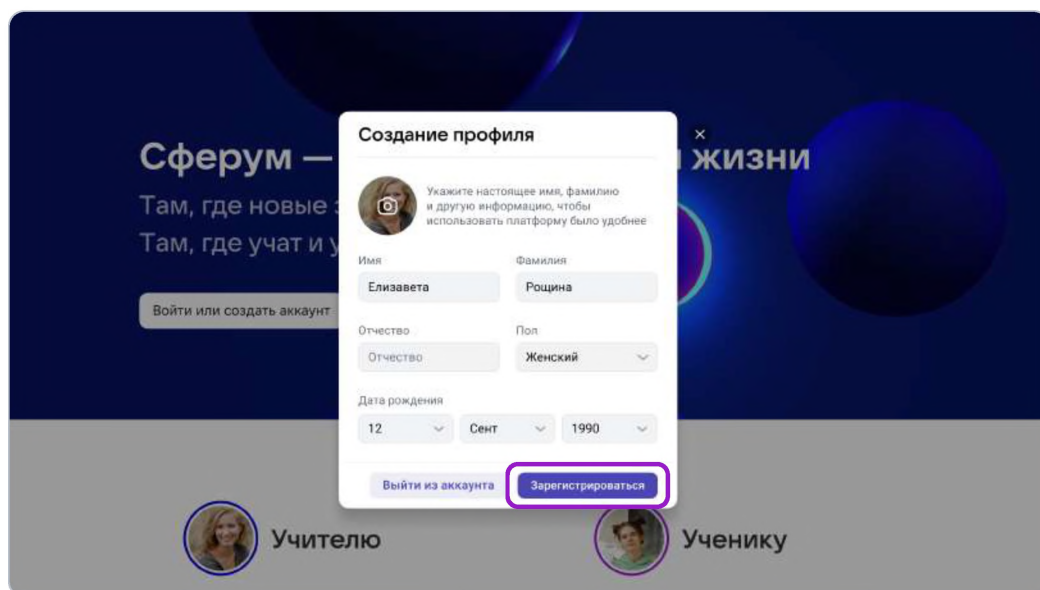 Создание профиля
Сферум —
жизни
Там, где новые
Там, где учат и у
Войти или создать аккаунт
Укажите настоящее имя, фамилию
и другую информацию, чтобы
использовать платформу было удобнее
Имя
Фамилия
Елизавета
Рощина
Отчество
Пол
Отчество
Женский
Дата рождения
12
Сент
1990
Выйти из аккаунта
Зарегистрироваться
Учителю
Ученику